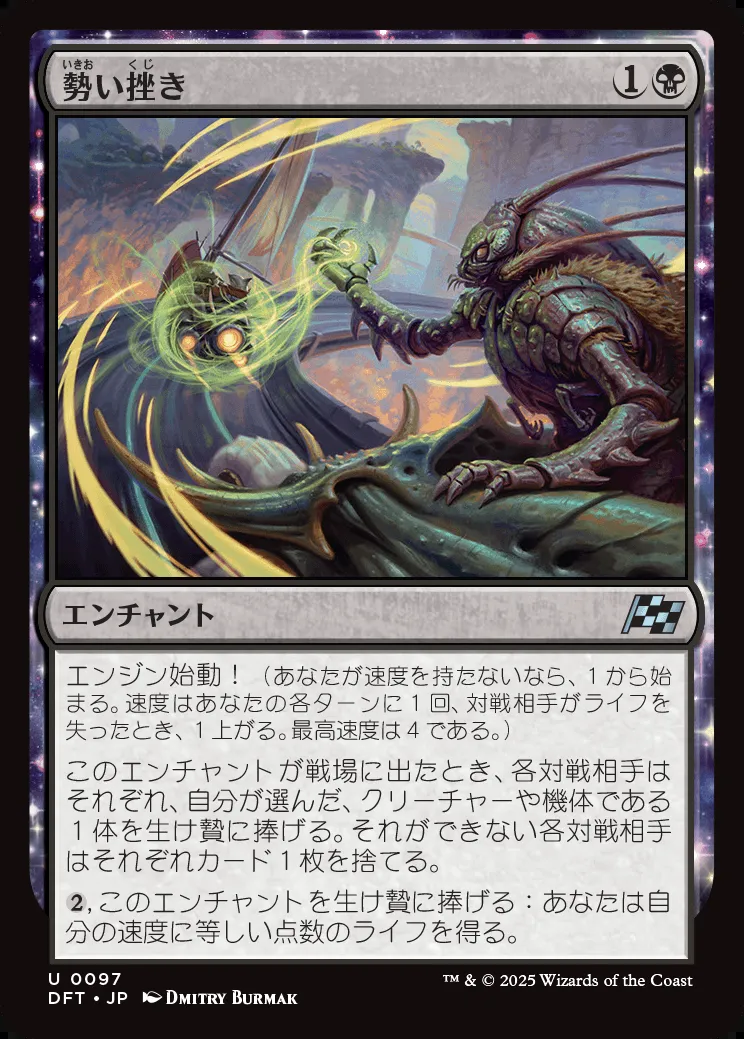 勢い挫き
いきお くじ
1
エンチャント
エンジン始動！（あなたが速度を持たないなら、１から始
まる。速度はあなたの各ターンに１回、対戦相手がライフを
失ったとき、１上がる。最高速度は４である。）
このエンチャントが戦場に出たとき、各対戦相手は
それぞれ、自分が選んだ、クリーチャーや機体である
１体を生け贄に捧げる。それができない各対戦相手
はそれぞれカード１枚を捨てる。
2,このエンチャントを生け贄に捧げる：あなたは自
分の速度に等しい点数のライフを得る。
U 0097
DFT • JP Dmitry Burmak
™ & © 2025 Wizards of the Coast